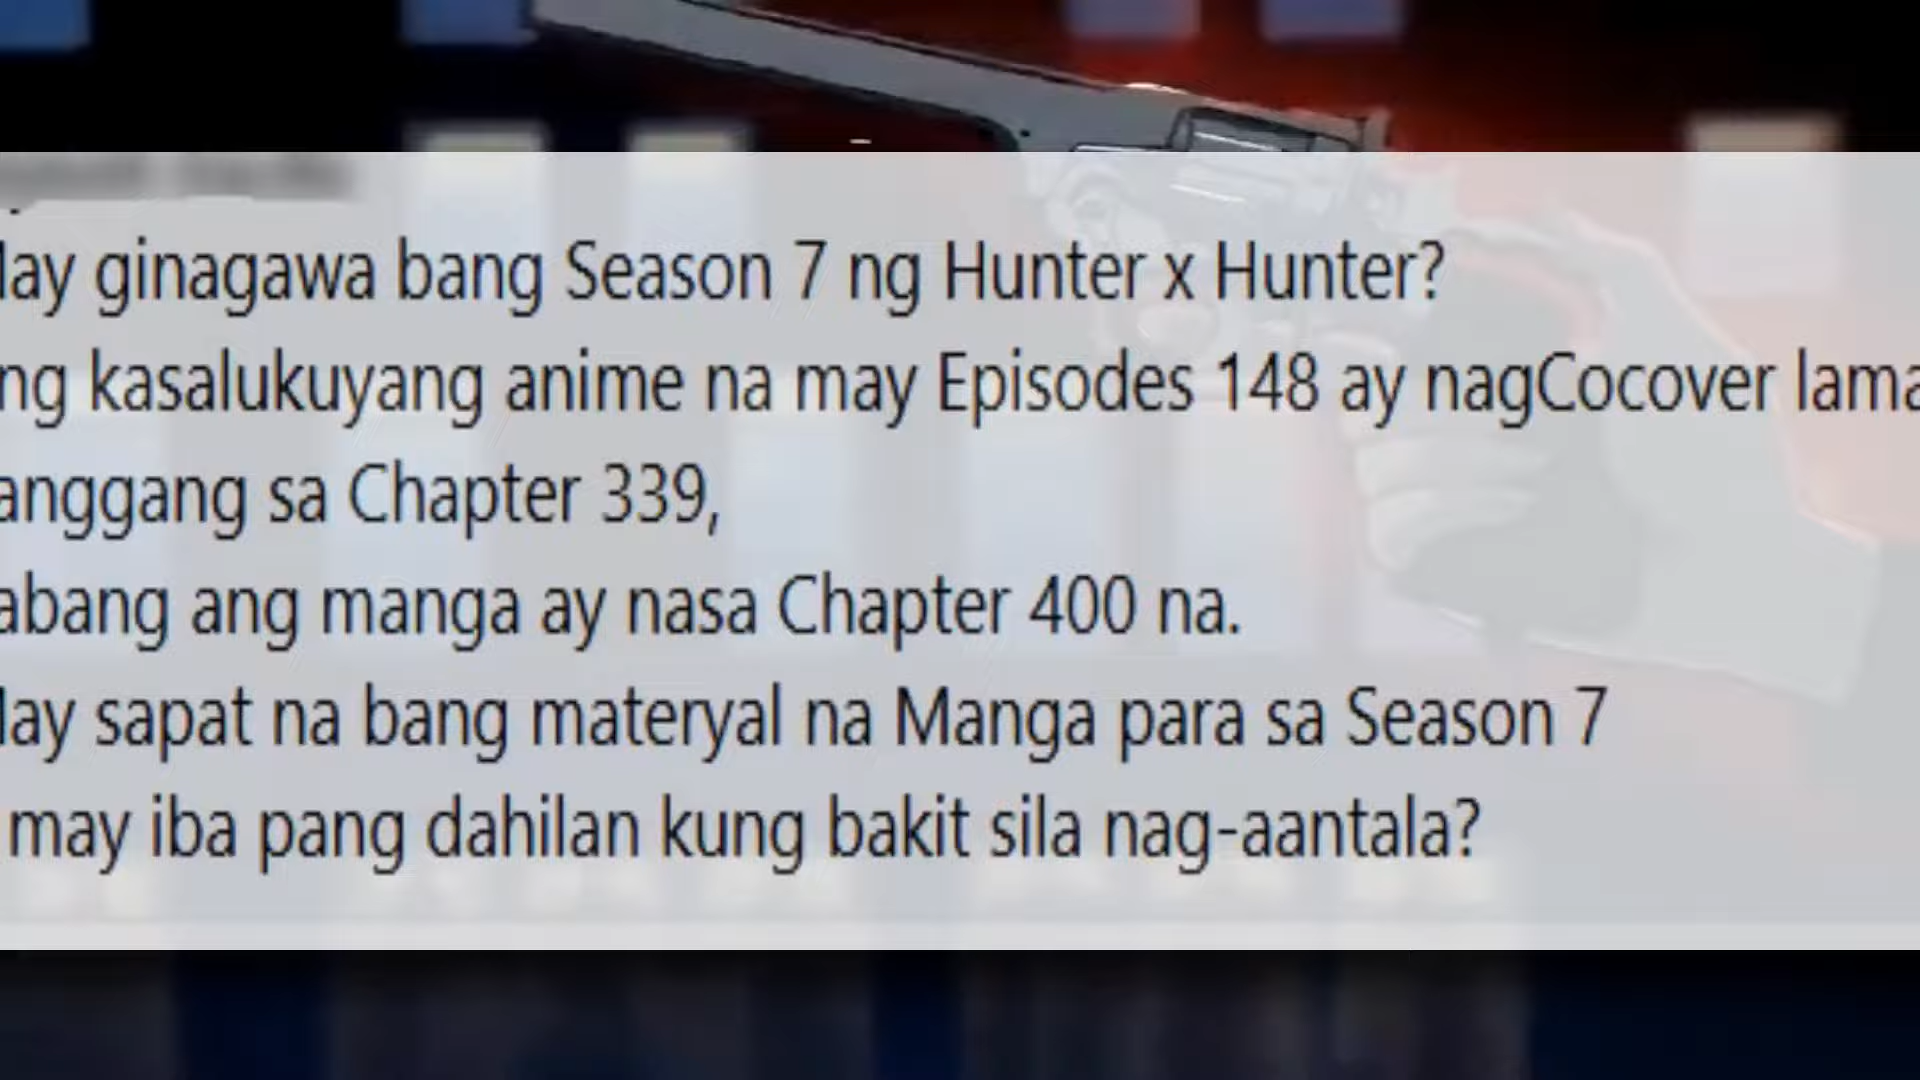 ay ginagawa bang Season 7 ng Hunter x Hunter?
ng kasalukuyang anime na may Episodes 148 ay nagCocover lama
anggang sa Chapter 339,
abang ang manga ay nasa Chapter 400 na.
ay sapat na bang materyal na Manga para sa Season 7
may iba pang dahilan kung bakit sila nag-aantala?